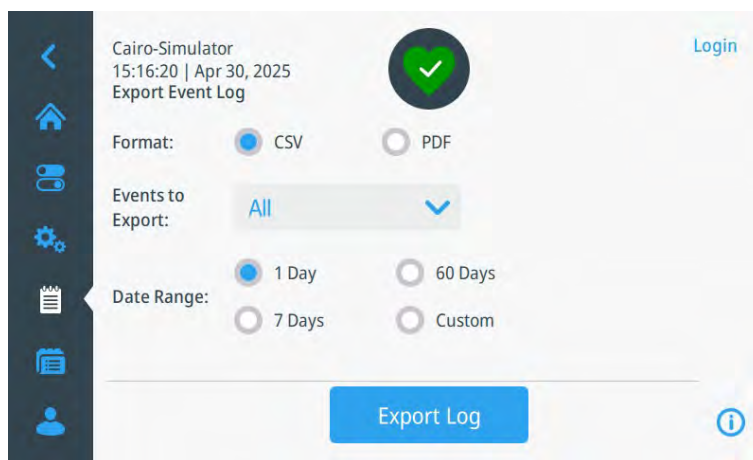 Cairo-Simulator
Login
15:16:20 | Apr 30, 2025
Export Event Log
Format:
CSV
PDF
Events to
Export:
All
Date Range:
1 Day
60 Days
7 Days
Custom
Export Log